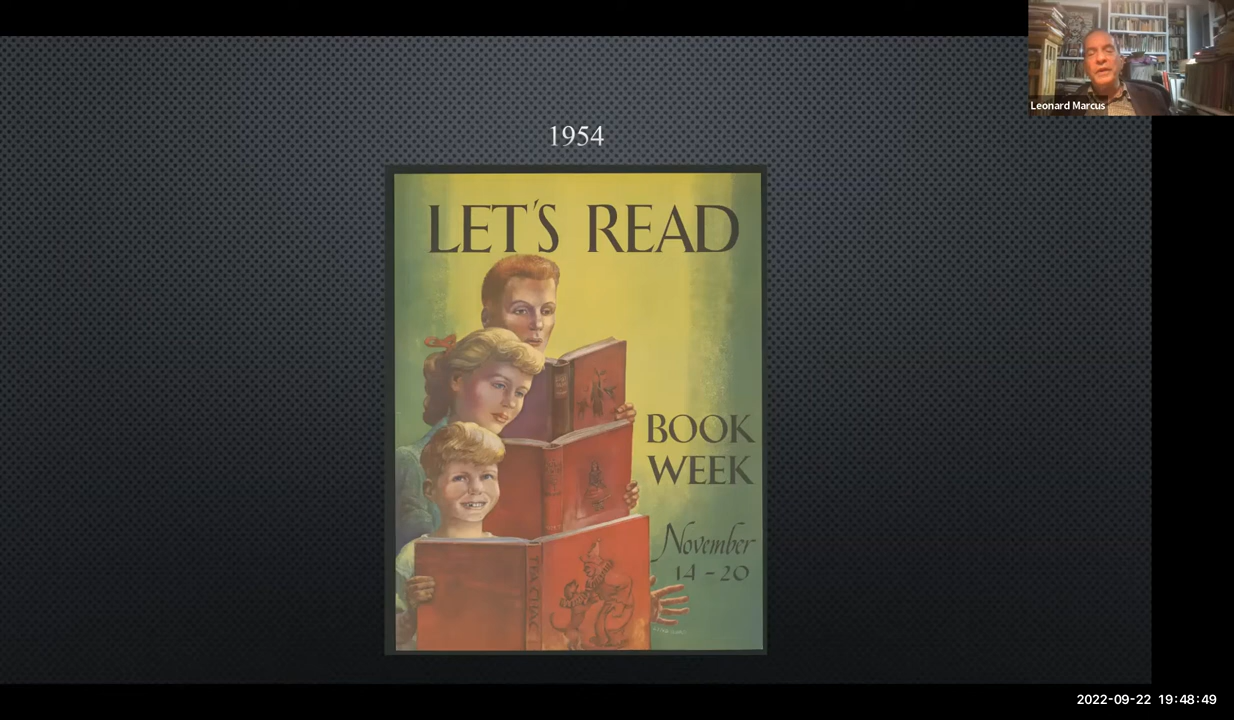 Leonard Marcus
1954
LET'S READ
BOOK
WEEK
November
14 - 20
2022-09-22 19:48:49